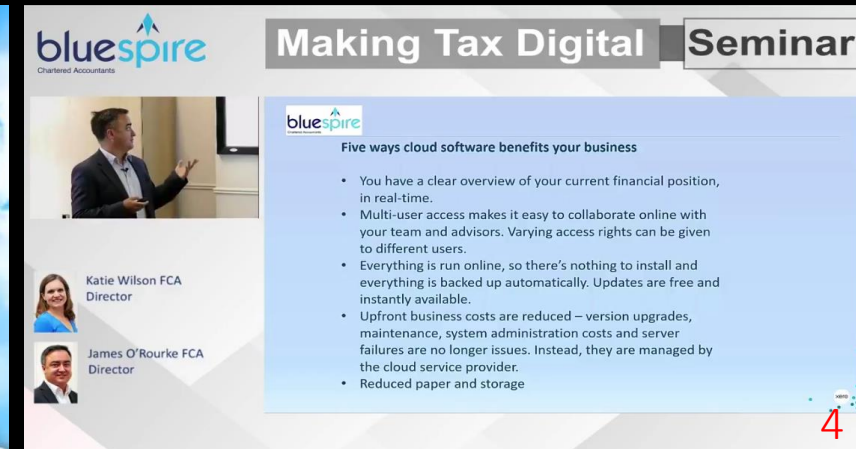 bluespire
Chartered Accountants
Making Tax Digital Seminar
bluespire
Five ways cloud software benefits your business
• You have a clear overview of your current financial position,
in real-time.
• Multi-user access makes it easy to collaborate online with
your team and advisors. Varying access rights can be given
to different users.
• Everything is run online, so there's nothing to install and
everything is backed up automatically. Updates are free and
instantly available.
• Upfront business costs are reduced – version upgrades,
maintenance, system administration costs and server
failures are no longer issues. Instead, they are managed by
the cloud service provider.
• Reduced paper and storage
Katie Wilson FCA
Director
James O'Rourke FCA
Director
xero
4